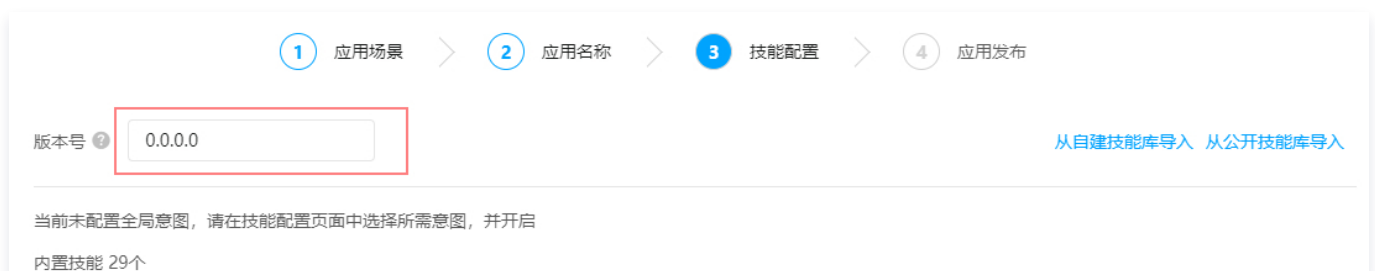 1 应用场景 2 应用名称 3 技能配置 4 应用发布
版本号 ? 0.0.0.0 从自建技能库导入 从公开技能库导入
当前未配置全局意图，请在技能配置页面中选择所需意图，并开启
内置技能 29个